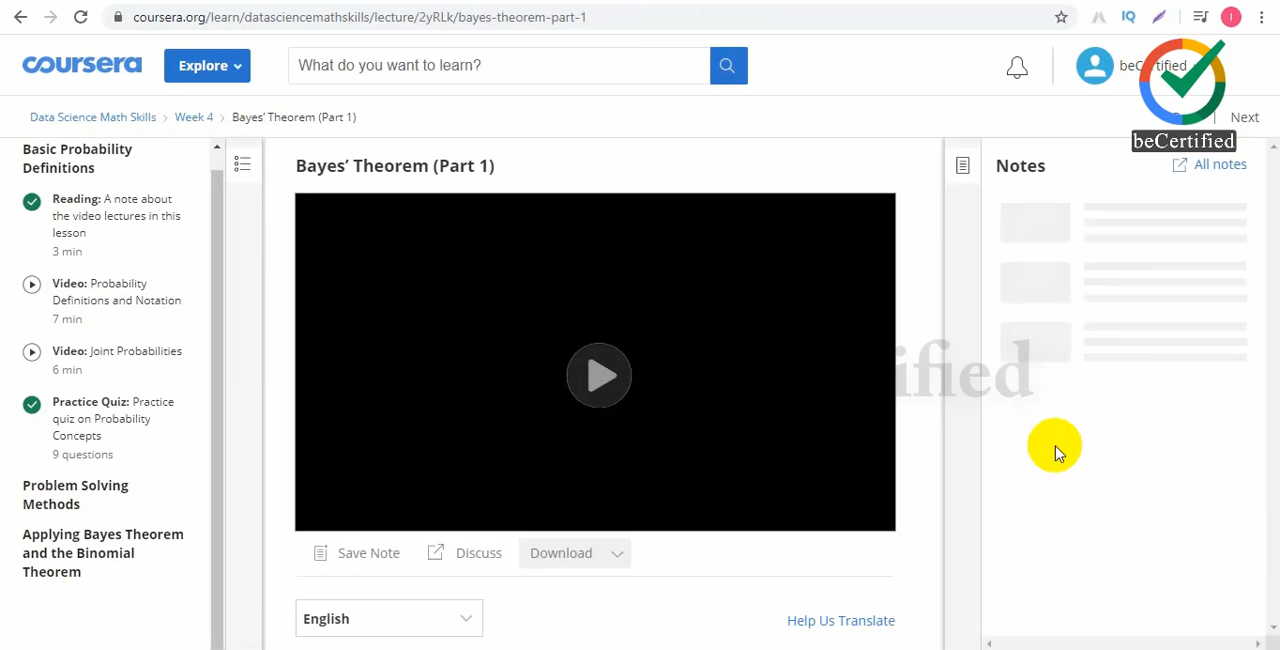 coursera.org/learn/datasciencemathskills/lecture/2yRLk/bayes-theorem-part-1
coursera
Explore
What do you want to learn?
beCertified
beCertified
Data Science Math Skills
Week 4
Bayes’ Theorem (Part 1)
Next
Basic Probability
Definitions
Reading: A note about
the video lectures in this
lesson
3 min
Video: Probability
Definitions and Notation
7 min
Video: Joint Probabilities
6 min
Practice Quiz: Practice
quiz on Probability
Concepts
9 questions
Problem Solving
Methods
Applying Bayes Theorem
and the Binomial
Theorem
Bayes’ Theorem (Part 1)
Save Note
Discuss
Download
English
Help Us Translate
Notes
All notes
ified